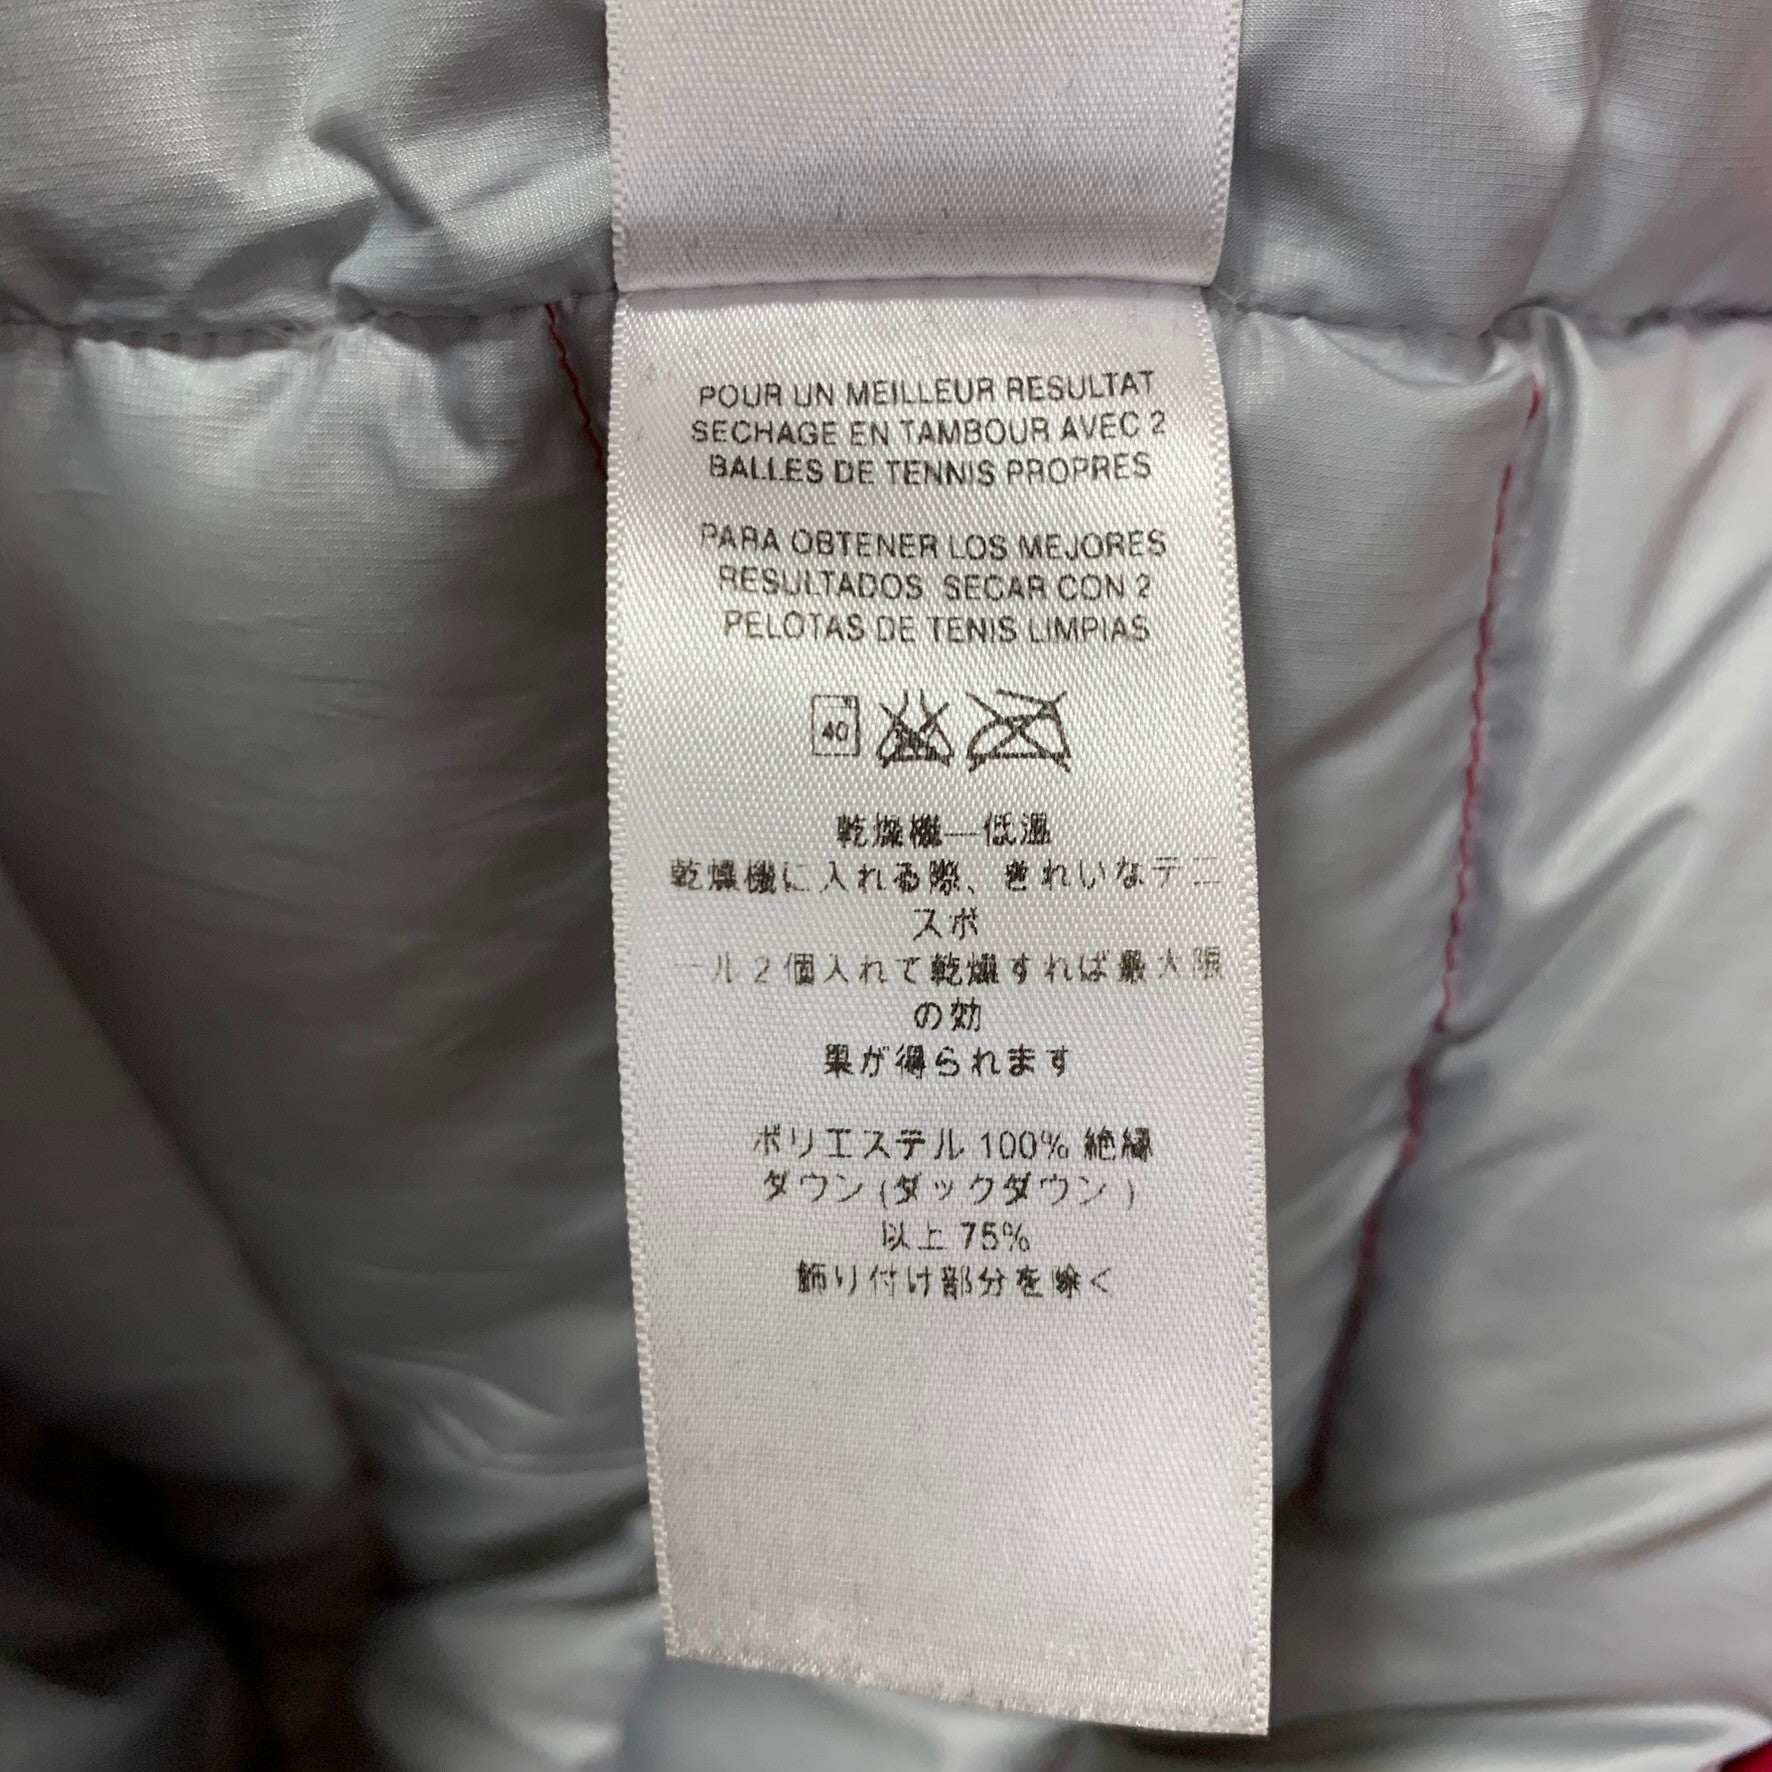 POUR UN MEILLEUR RESULTAT
SECHAGE EN TAMBOUR AVEC 2
BALLES DE TENNIS PROPRES
PARA OBTENER LOS MEJORES
RESULTADOS SECAR CON 2
PELOTAS DE TENIS LIMPIAS
40
乾燥機—低温
乾燥機に入れる際、きれいなテニ
スボ
ール2個入れて乾燥すれば最大限
の効
果が得られます
ポリエステル 100% 絶縁
ダウン (ダックダウン )
以上 75%
飾り付け部分を除く